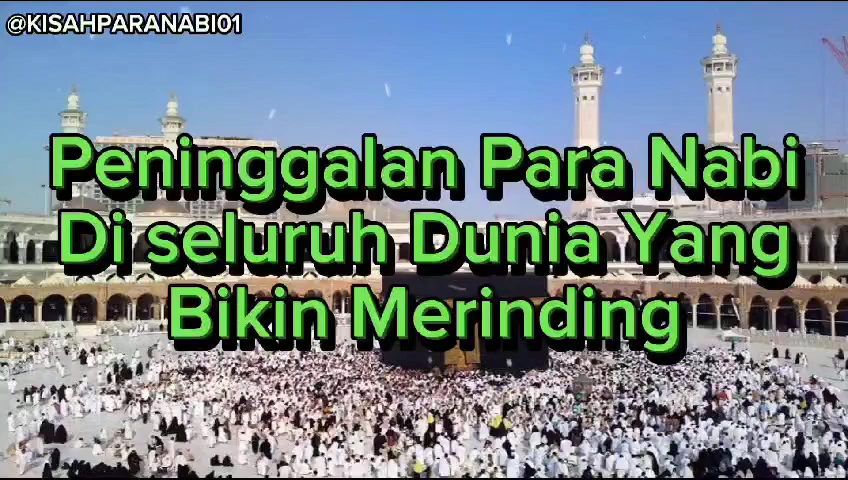 @KISAHPARANABI01
Peninggalan Para Nabi
Di seluruh Dunia Yang
Bikin Merinding